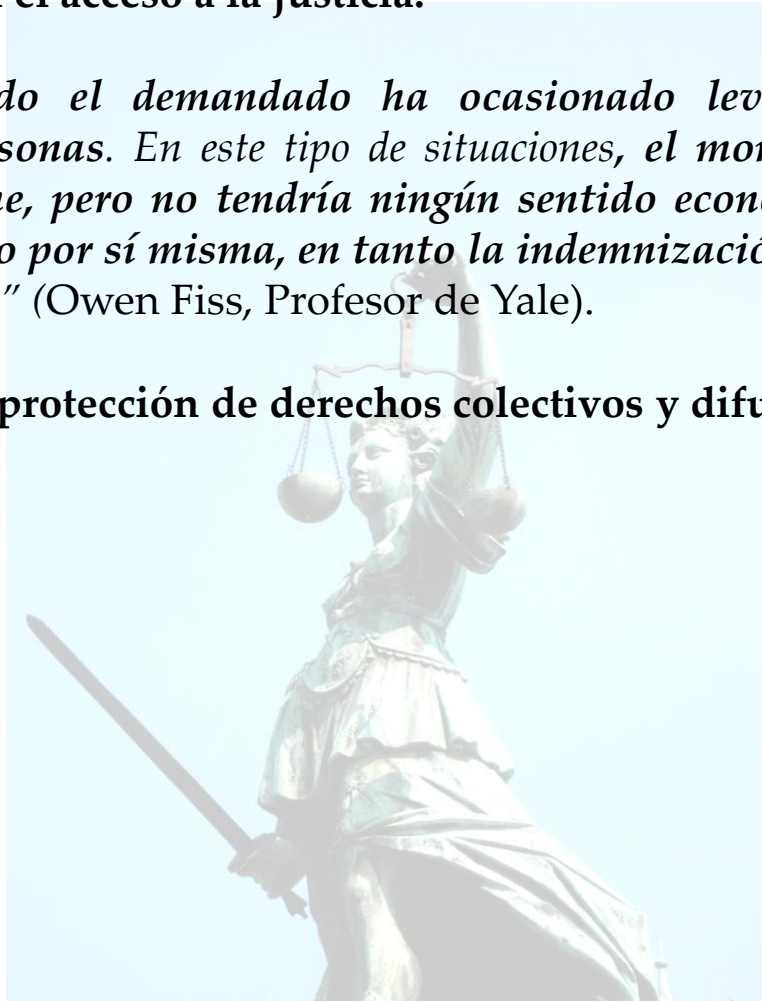 el acceso a la justicia.
do el demandado ha ocasionado lev
sonas. En este tipo de situaciones, el mo
e, pero no tendría ningún sentido econ
o por sí misma, en tanto la indemnizació
.” (Owen Fiss, Profesor de Yale).
protección de derechos colectivos y difu